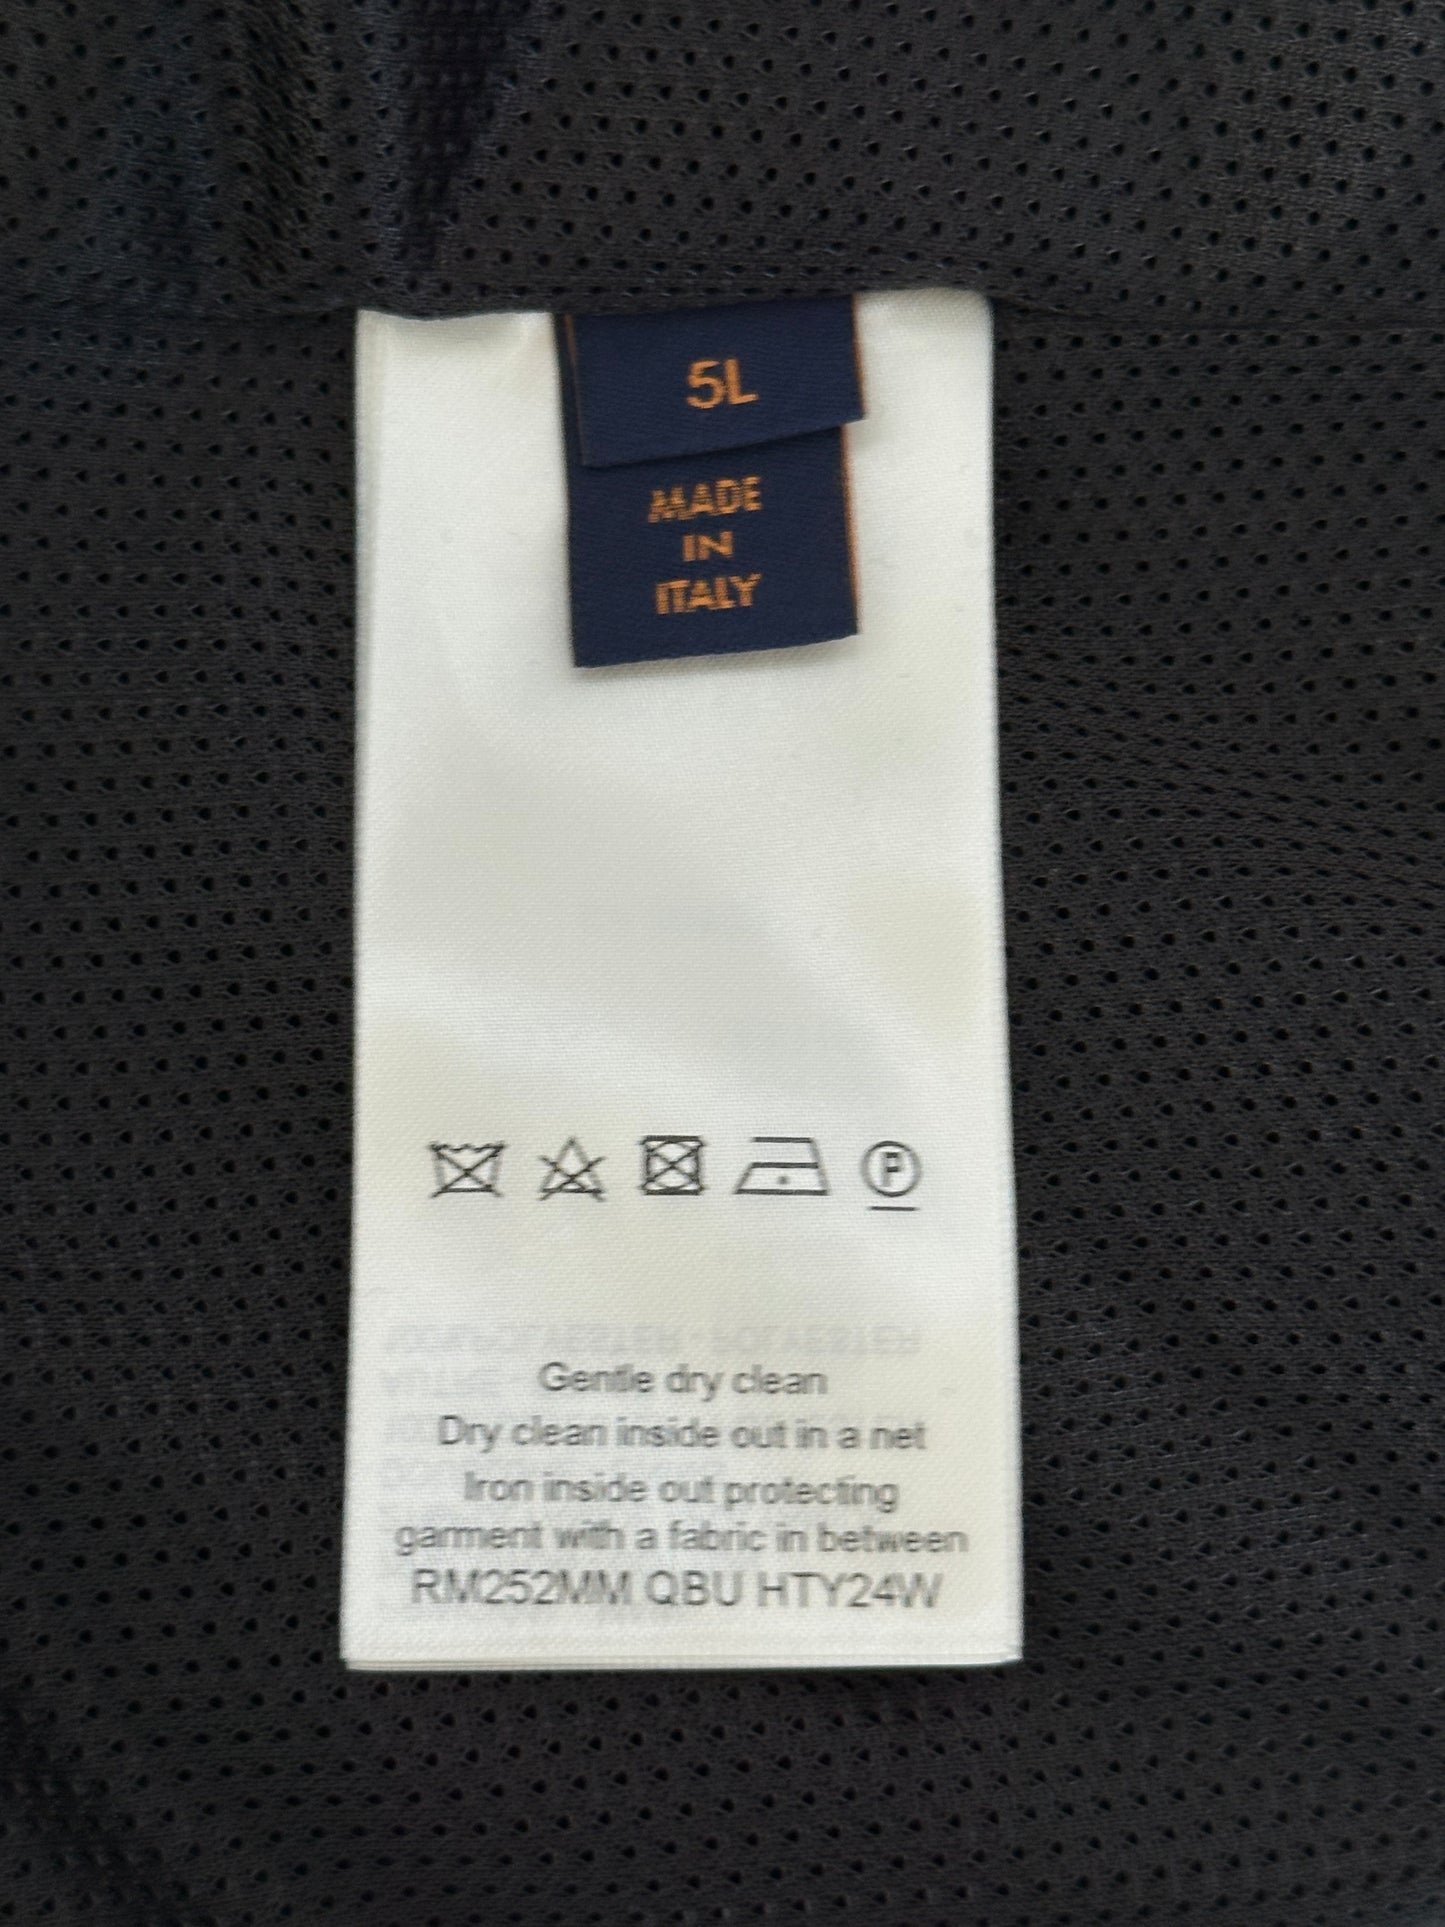 5L
MADE
IN
ITALY
P
Gentle dry clean
Dry clean inside out in a net
Iron inside out protecting
garment with a fabric in between
RM252MM QBU HTY24W